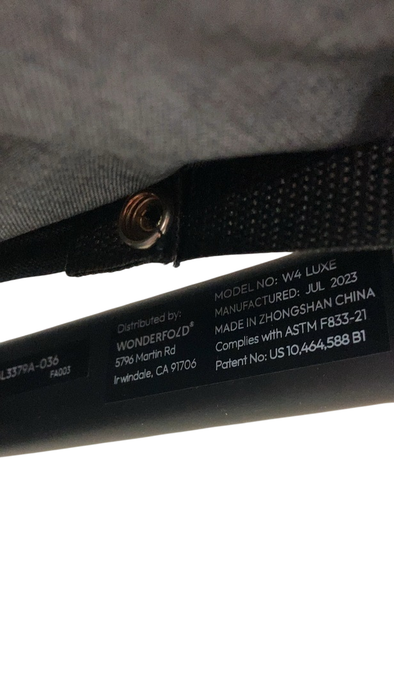 L3379A-036
FA003
Distributed by:
WONDERFOLD®
5796 Martin Rd
Irwindale, CA 91706
MODEL NO: W4 LUXE
MANUFACTURED: JUL 2023
MADE IN ZHONGSHAN CHINA
Complies with ASTM F833-21
Patent No: US 10,464,588 B1